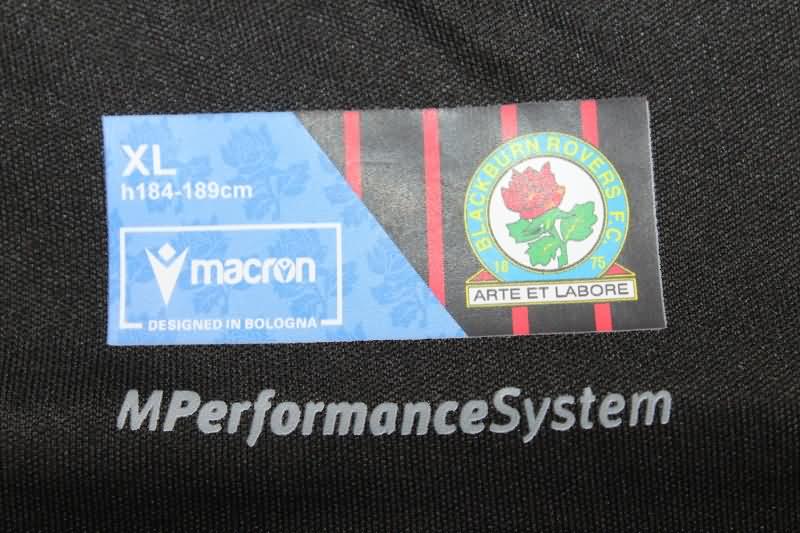 XL
h184-189cm
macron
DESIGNED IN BOLOGNA
BLACKBURN ROVERS F.C.
18 75
ARTE ET LABORE
MPerformanceSystem